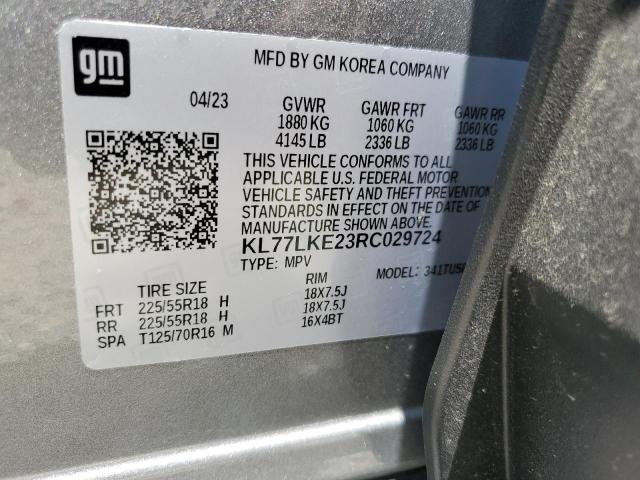 gm
MFD BY GM KOREA COMPANY
04/23 GVWR GAWR FRT GAWR RR
1880 KG 1060 KG 1060 KG
4145 LB 2336 LB 2336 LB
THIS VEHICLE CONFORMS TO ALL
APPLICABLE U.S. FEDERAL MOTOR
VEHICLE SAFETY AND THEFT PREVENTION
STANDARDS IN EFFECT ON THE DATE OF
MANUFACTURE SHOWN ABOVE.
KL77LKE23RC029724
TYPE: MPV MODEL:
TIRE SIZE RIM
FRT 225/55R18 H 18X7.5J
RR 225/55R18 H 18X7.5J
SPA T125/70R16 M 16X4BT